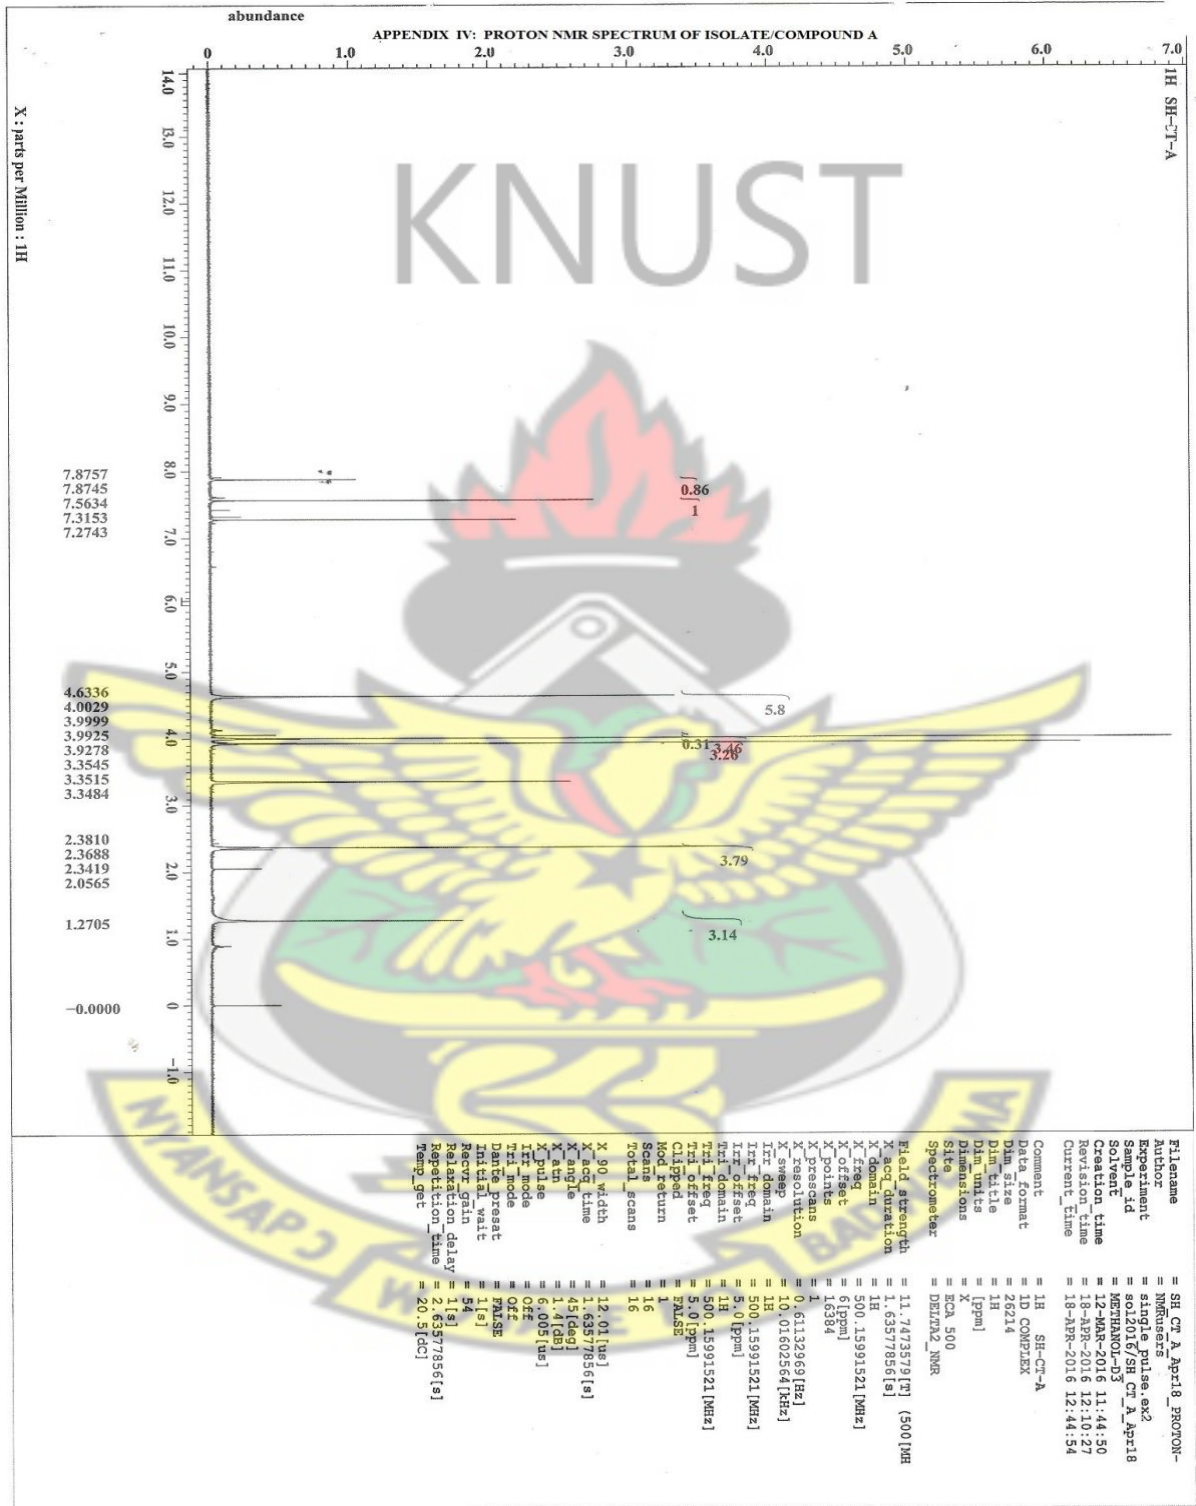 abundance
APPENDIX IV: PROTON NMR SPECTRUM OF ISOLATE/COMPOUND A
0 1.0 2.0 3.0 4.0 5.0 6.0 7.0
1H SH-CT-A
KNUST
14.0 13.0 12.0 11.0 10.0 9.0 8.0 7.0 6.0 5.0 4.0 3.0 2.0 1.0 0 -1.0
X : parts per Million : 1H
7.8757
7.8745
7.5634
7.3153
7.2743
4.6336
4.0029
3.9999
3.9925
3.9278
3.3545
3.3515
3.3484
2.3810
2.3688
2.3419
2.0565
1.2705
-0.0000
0.86
1
5.8
0.31
3.46
3.26
3.79
3.14
NYANSAPƆ
BADWENMA
Filename = SH_CT_A_Apr18_PROTON-
Author = NMRusers
Experiment = single_pulse.ex2
Sample_id = sol2017/SH_CT_A_Apr18
Solvent = METHANOL-D3
Creation_time = 12-MAR-2016 11:44:50
Revision_time = 18-APR-2016 12:10:27
Current_time = 18-APR-2016 12:44:54
Comment = 1H SH-CT-A
Data_format = 1D COMPLEX
Dim_size = 26214
Dim_title = 1H
Dim_units = [ppm]
Dimensions = X
Site = ECA 500
Spectrometer = DELTA2_NMR
Field_strength = 11.7473579[T] (500[MH
X_acq_duration = 1.63577856[s]
X_domain = 1H
X_freq = 500.15991521[MHz]
X_offset = 6[ppm]
X_points = 16384
X_prescans = 1
X_resolution = 0.61132969[Hz]
X_sweep = 10.01602564[kHz]
Irr_domain = 1H
Irr_freq = 500.15991521[MHz]
Irr_offset = 5.0[ppm]
Tri_domain = 1H
Tri_freq = 500.15991521[MHz]
Tri_offset = 5.0[ppm]
Clipped = FALSE
Mod_return = 1
Scans = 16
Total_scans = 16
X_90_width = 12.01[us]
X_acq_time = 1.63577856[s]
X_angle = 45[deg]
X_atn = 1.4[dB]
X_pulse = 6.005[us]
Irr_mode = Off
Tri_mode = Off
Dante_presat = FALSE
Initial_wait = 1[s]
Recvr_gain = 54
Relaxation_delay = 1[s]
Repetition_time = 2.63577856[s]
Temp_get = 20.5[dC]